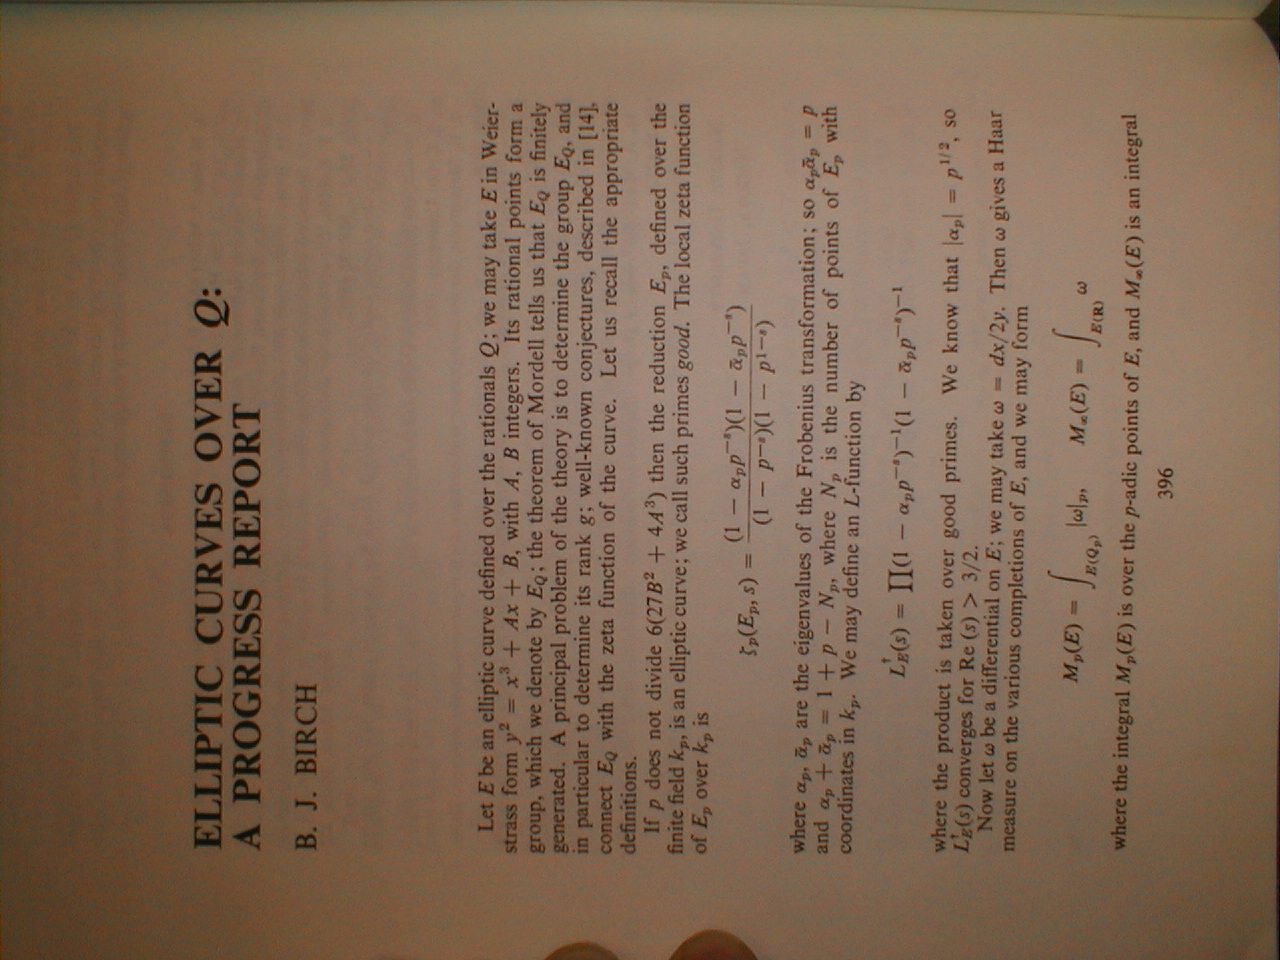 ELLIPTIC CURVES OVER Q:
A PROGRESS REPORT
B. J. BIRCH
Let E be an elliptic curve defined over the rationals Q; we may take E in Weier-
strass form y² = x³ + Ax + B, with A, B integers. Its rational points form a
group, which we denote by E_Q; the theorem of Mordell tells us that E_Q is finitely
generated. A principal problem of the theory is to determine the group E_Q, and
in particular to determine its rank g; well-known conjectures, described in [14],
connect E_Q with the zeta function of the curve. Let us recall the appropriate
definitions.
If p does not divide 6(27B² + 4A³) then the reduction E_p, defined over the
finite field k_p, is an elliptic curve; we call such primes good. The local zeta function
of E_p over k_p is
ζ_p(E_p, s) = (1 − α_p p^{−s})(1 − ᾱ_p p^{−s}) / (1 − p^{−s})(1 − p^{1−s})
where α_p, ᾱ_p are the eigenvalues of the Frobenius transformation; so α_pᾱ_p = p
and α_p + ᾱ_p = 1 + p − N_p, where N_p is the number of points of E_p with
coordinates in k_p. We may define an L-function by
L†_E(s) = ∏(1 − α_p p^{−s})^{−1}(1 − ᾱ_p p^{−s})^{−1}
where the product is taken over good primes. We know that |α_p| = p^{1/2}, so
L†_E(s) converges for Re (s) > 3/2.
Now let ω be a differential on E; we may take ω = dx/2y. Then ω gives a Haar
measure on the various completions of E, and we may form
M_p(E) = ∫_{E(Q_p)} |ω|_p, M_∞(E) = ∫_{E(R)} ω
where the integral M_p(E) is over the p-adic points of E, and M_∞(E) is an integral
396